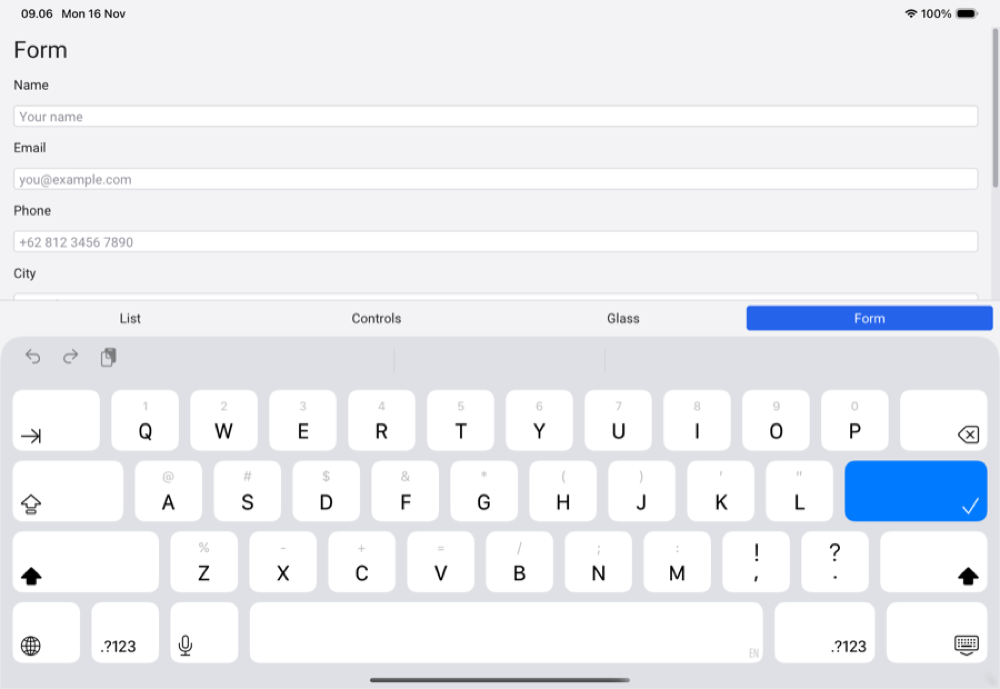 09.06 Mon 16 Nov 100%
Form
Name
Your name
Email
you@example.com
Phone
+62 812 3456 7890
City
List Controls Glass Form
1 2 3 4 5 6 7 8 9 0
Q W E R T Y U I O P
@ # $ & * ( ) ' "
A S D F G H J K L
% - + = / ; : ! ?
Z X C V B N M , .
.?123 EN .?123